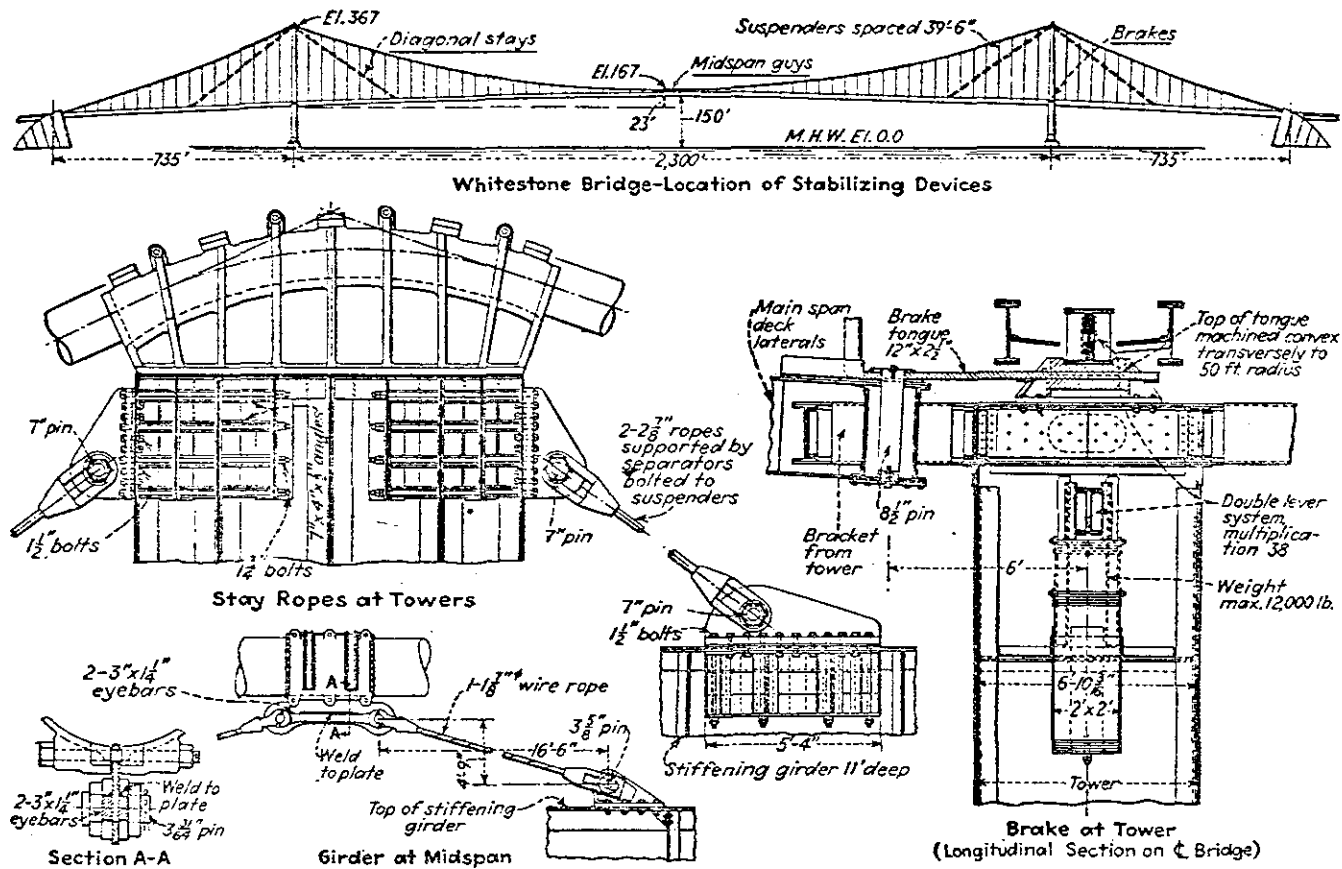 El.367
Diagonal stays
Suspenders spaced 39'-6"
Brakes
El.167
Midspan guys
23'
150'
M.H.W. El.0.0
735'
2,300'
735'
Whitestone Bridge-Location of Stabilizing Devices
7" pin
1½" bolts
1¼" bolts
7" pin
2-2⅞" ropes
supported by
separators
bolted to
suspenders
Stay Ropes at Towers
Main span
deck
laterals
Brake
tongue
12"x2½"
Top of tongue
machined convex
transversely to
50 ft. radius
Bracket
from
tower
8½" pin
6'
Double lever
system,
multiplica-
tion 38
Weight
max. 12,000 lb.
2'x2'
Tower
Brake at Tower
(Longitudinal Section on ℄ Bridge)
7" pin
1½" bolts
5'-4"
Stiffening girder 11' deep
2-3"x1¼"
eyebars
A
A
1-1⅞"ᶲ wire rope
3⅝" pin
16'-6"
4'-9"
Weld
to plate
Top of stiffening
girder
Girder at Midspan
Weld to
plate
2-3"x1¼"
eyebars
pin
Section A-A